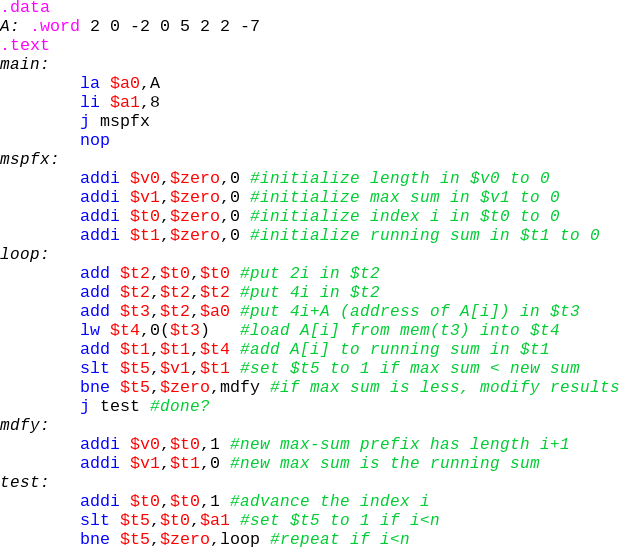 .data
A: .word 2 0 -2 0 5 2 2 -7
.text
main:
la $a0,A
li $a1,8
j mspfx
nop
mspfx:
addi $v0,$zero,0 #initialize length in $v0 to 0
addi $v1,$zero,0 #initialize max sum in $v1 to 0
addi $t0,$zero,0 #initialize index i in $t0 to 0
addi $t1,$zero,0 #initialize running sum in $t1 to 0
loop:
add $t2,$t0,$t0 #put 2i in $t2
add $t2,$t2,$t2 #put 4i in $t2
add $t3,$t2,$a0 #put 4i+A (address of A[i]) in $t3
lw $t4,0($t3) #load A[i] from mem(t3) into $t4
add $t1,$t1,$t4 #add A[i] to running sum in $t1
slt $t5,$v1,$t1 #set $t5 to 1 if max sum < new sum
bne $t5,$zero,mdfy #if max sum is less, modify results
j test #done?
mdfy:
addi $v0,$t0,1 #new max-sum prefix has length i+1
addi $v1,$t1,0 #new max sum is the running sum
test:
addi $t0,$t0,1 #advance the index i
slt $t5,$t0,$a1 #set $t5 to 1 if i<n
bne $t5,$zero,loop #repeat if i<n